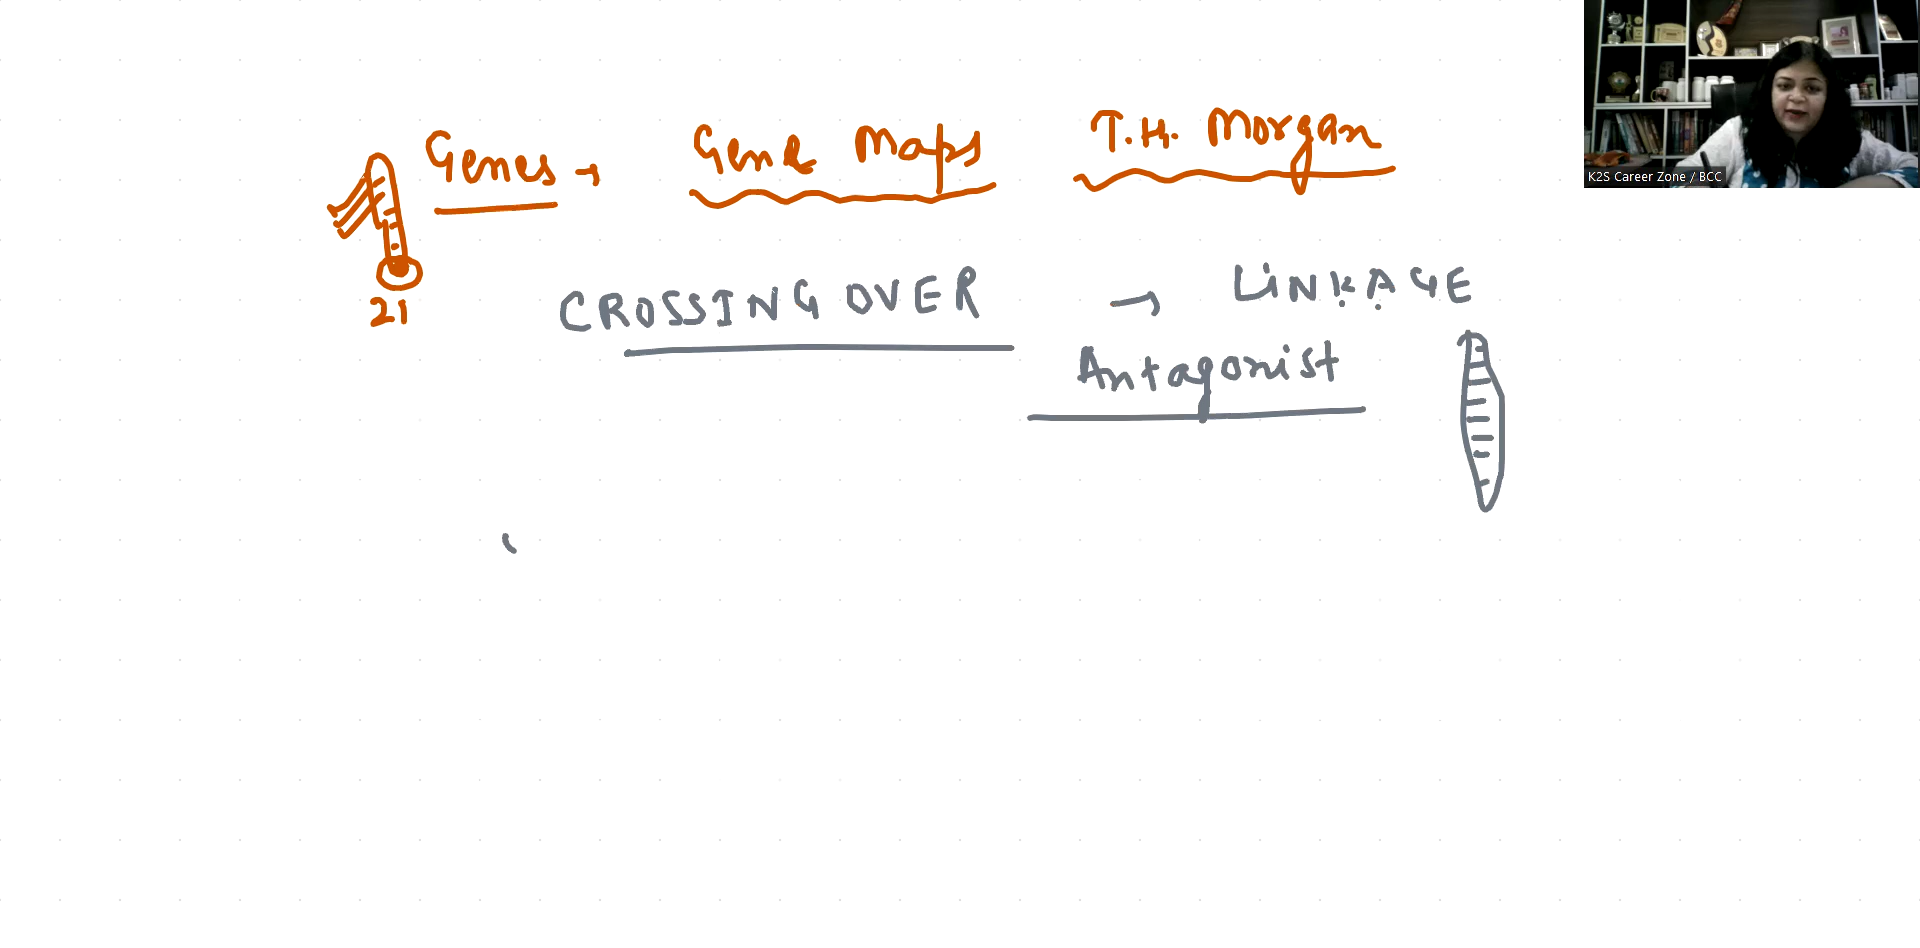 Genes → Gene Maps T.H. Morgan
21
CROSSING OVER → LINKAGE
Antagonist
K2S Career Zone / BCC